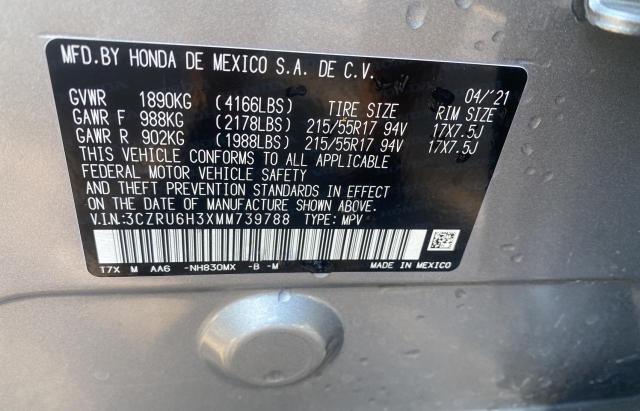 MFD.BY HONDA DE MEXICO S.A. DE C.V.
04/'21
GVWR 1890KG (4166LBS) TIRE SIZE RIM SIZE
GAWR F 988KG (2178LBS) 215/55R17 94V 17X7.5J
GAWR R 902KG (1988LBS) 215/55R17 94V 17X7.5J
THIS VEHICLE CONFORMS TO ALL APPLICABLE
FEDERAL MOTOR VEHICLE SAFETY
AND THEFT PREVENTION STANDARDS IN EFFECT
ON THE DATE OF MANUFACTURE SHOWN ABOVE.
V.I.N:3CZRU6H3XMM739788 TYPE: MPV
T7X M AA6 -NH830MX -B -M MADE IN MEXICO